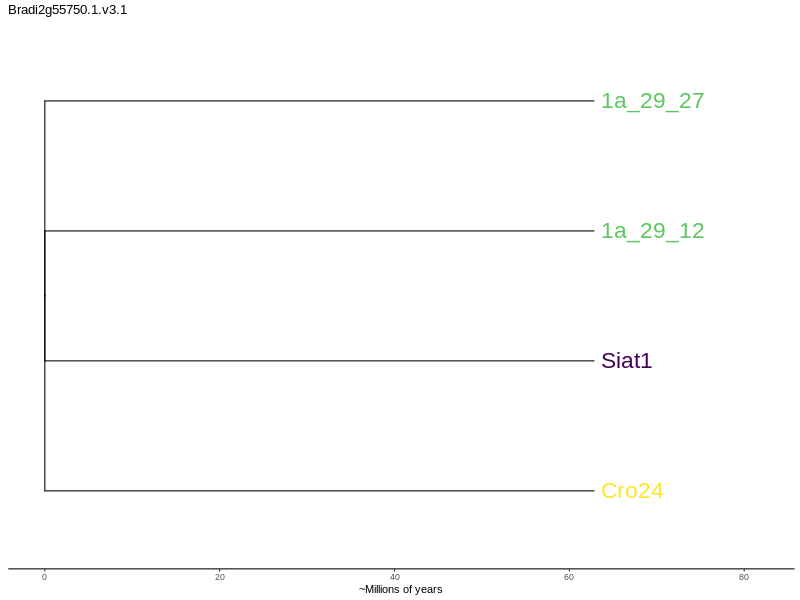 Bradi2g55750.1.v3.1
1a_29_27
1a_29_12
Siat1
Cro24
0 20 40 60 80
~Millions of years